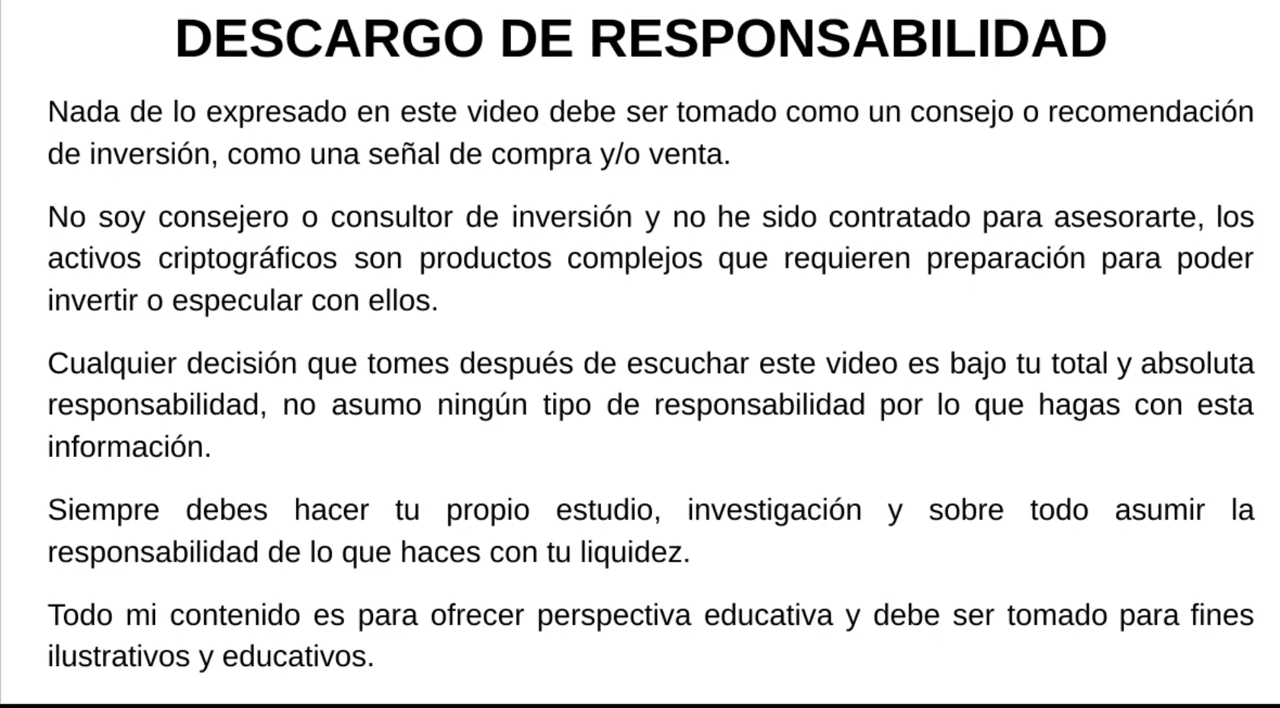 DESCARGO DE RESPONSABILIDAD
Nada de lo expresado en este video debe ser tomado como un consejo o recomendación
de inversión, como una señal de compra y/o venta.
No soy consejero o consultor de inversión y no he sido contratado para asesorarte, los
activos criptográficos son productos complejos que requieren preparación para poder
invertir o especular con ellos.
Cualquier decisión que tomes después de escuchar este video es bajo tu total y absoluta
responsabilidad, no asumo ningún tipo de responsabilidad por lo que hagas con esta
información.
Siempre debes hacer tu propio estudio, investigación y sobre todo asumir la
responsabilidad de lo que haces con tu liquidez.
Todo mi contenido es para ofrecer perspectiva educativa y debe ser tomado para fines
ilustrativos y educativos.